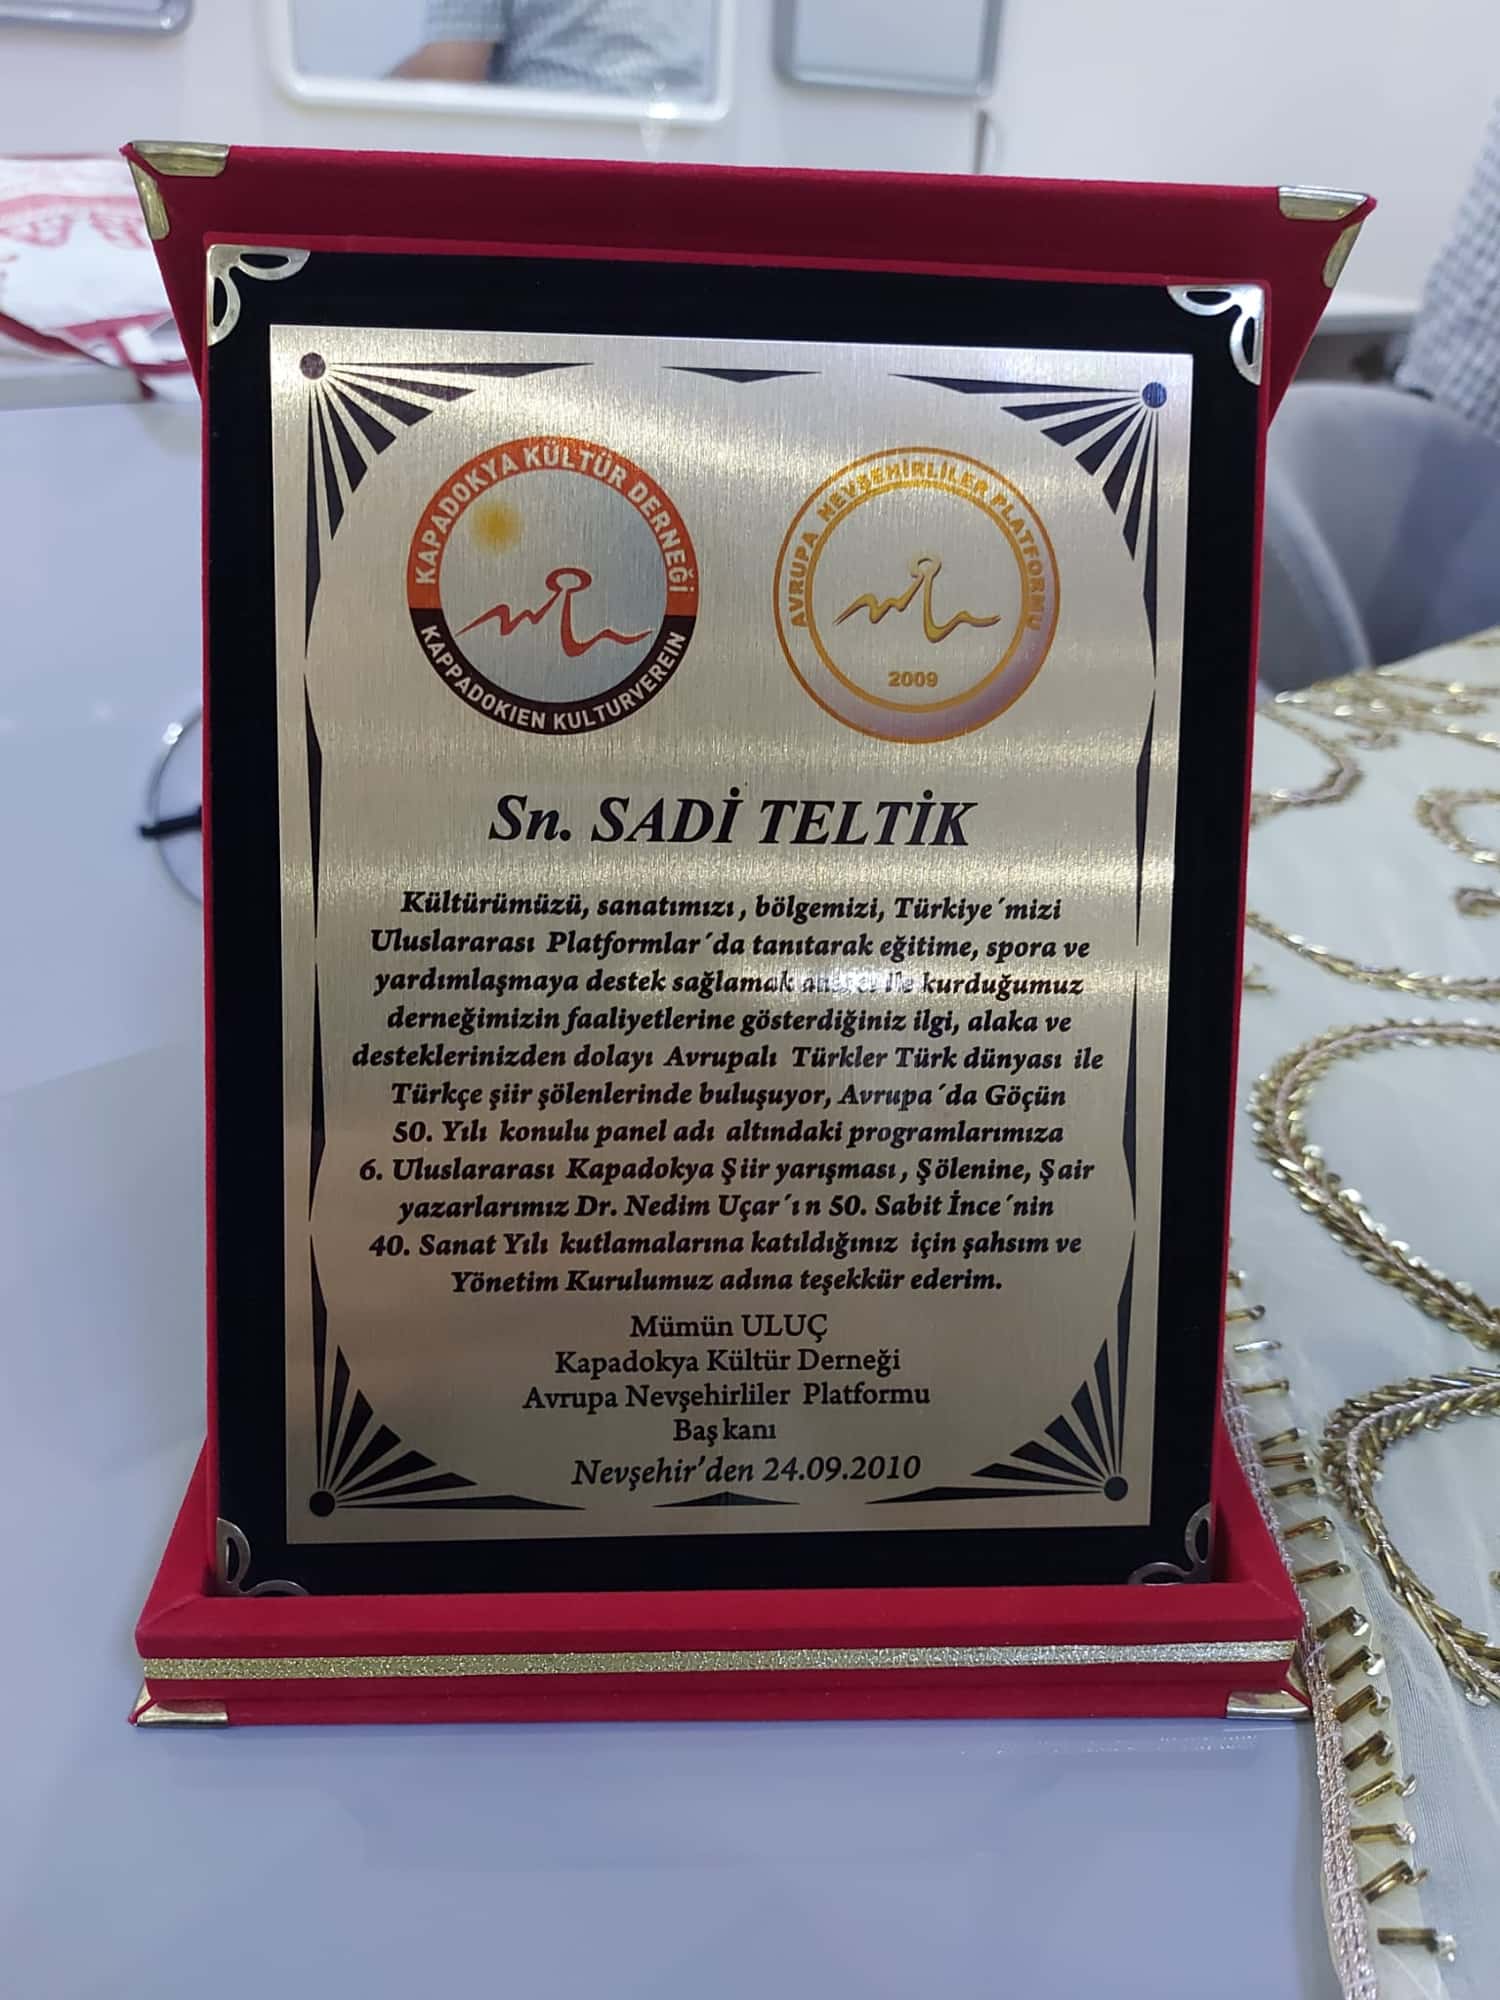 KAPADOKYA KÜLTÜR DERNEĞİ
KAPPADOKIEN KULTURVEREIN
AVRUPA NEVŞEHİRLİLER PLATFORMU
2009
Sn. SADİ TELTİK
Kültürümüzü, sanatımızı, bölgemizi, Türkiye´mizi
Uluslararası Platformlar´da tanıtarak eğitime, spora ve
yardımlaşmaya destek sağlamak kurduğumuz
derneğimizin faaliyetlerine gösterdiğiniz ilgi, alaka ve
desteklerinizden dolayı Avrupalı Türkler Türk dünyası ile
Türkçe şiir şölenlerinde buluşuyor, Avrupa´da Göçün
50. Yılı konulu panel adı altındaki programlarımıza
6. Uluslararası Kapadokya Şiir yarışması, Şölenine, Şair
yazarlarımız Dr. Nedim Uçar´ın 50. Sabit İnce´nin
40. Sanat Yılı kutlamalarına katıldığınız için şahsım ve
Yönetim Kurulumuz adına teşekkür ederim.
Mümün ULUÇ
Kapadokya Kültür Derneği
Avrupa Nevşehirliler Platformu
Başkanı
Nevşehir'den 24.09.2010